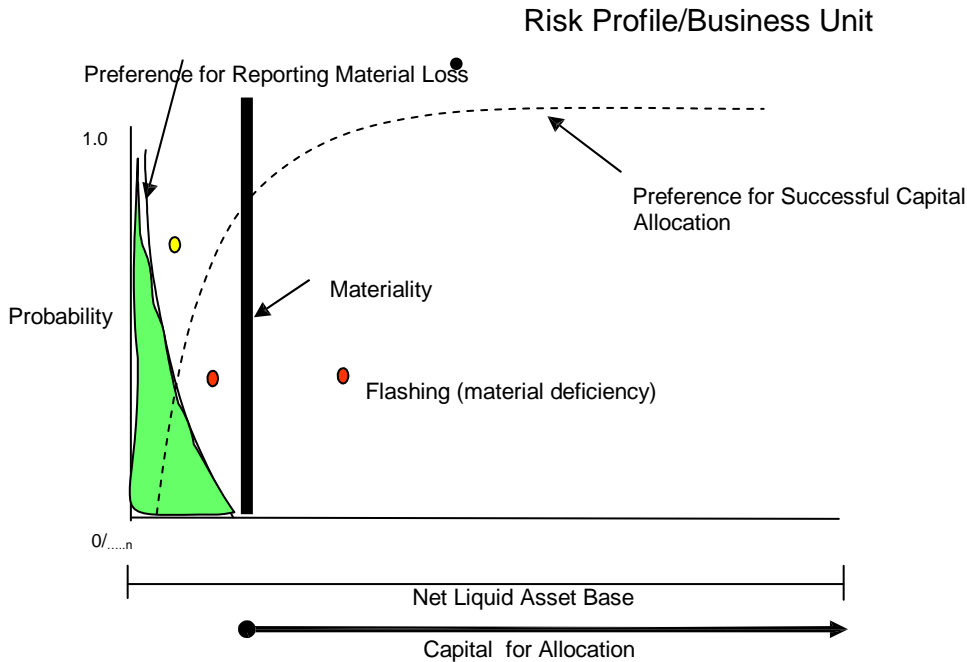 Risk Profile/Business Unit
Preference for Reporting Material Loss
1.0
Preference for Successful Capital
Allocation
Materiality
Probability
Flashing (material deficiency)
0/.....n
Net Liquid Asset Base
Capital for Allocation